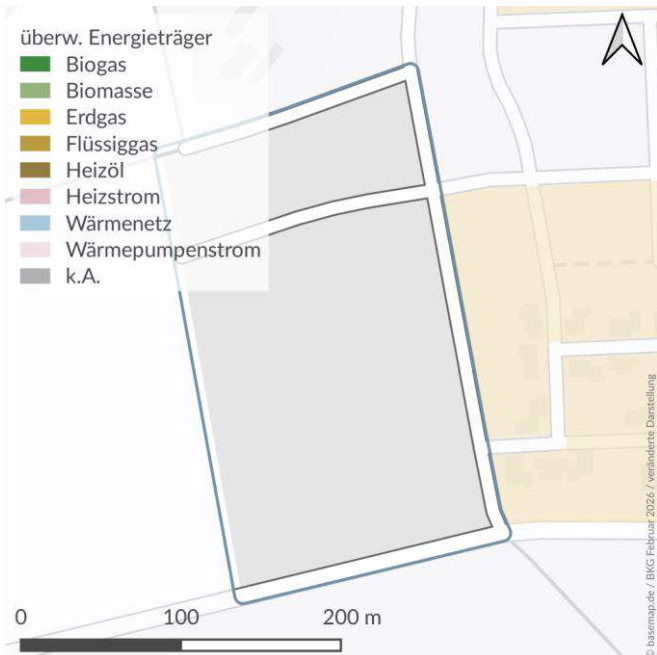 überw. Energieträger
Biogas
Biomasse
Erdgas
Flüssiggas
Heizöl
Heizstrom
Wärmenetz
Wärmepumpenstrom
k.A.
0 100 200 m
© basemap.de / BKG Februar 2026 / veränderte Darstellung